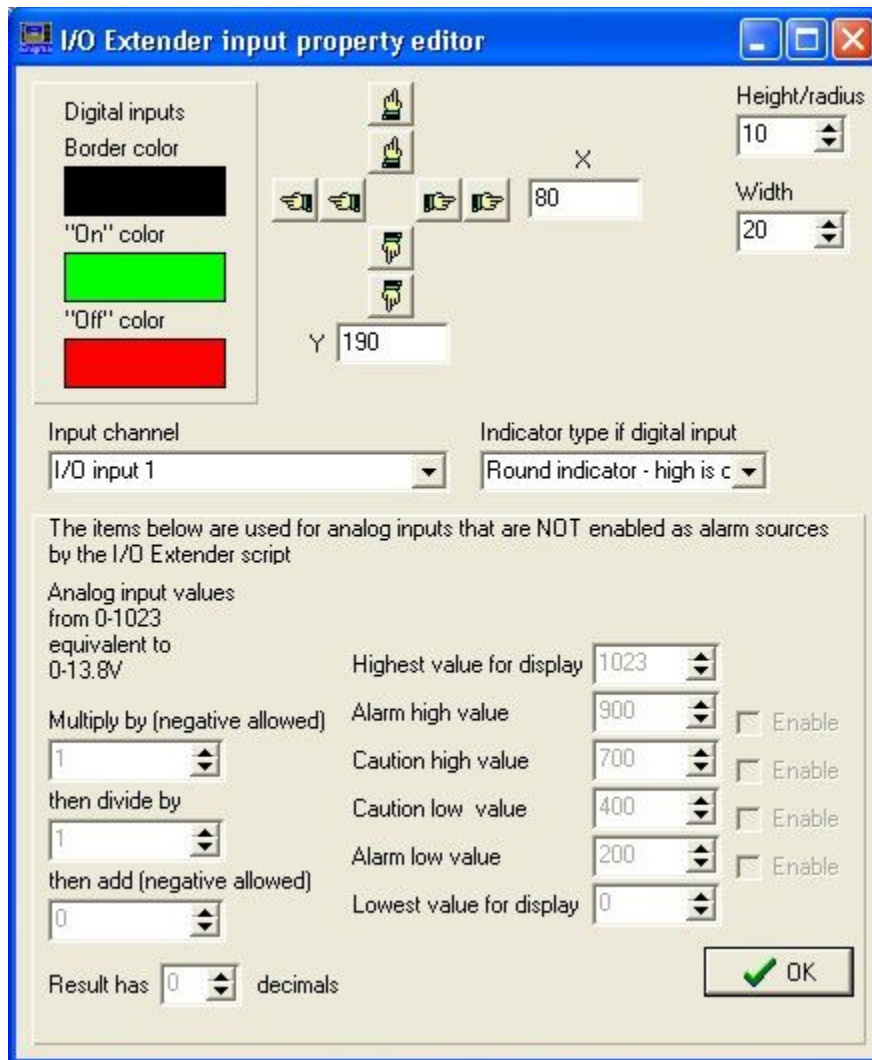 I/O Extender input property editor
Digital inputs
Border color
"On" color
"Off" color
X
80
Y
190
Height/radius
10
Width
20
Input channel
I/O input 1
Indicator type if digital input
Round indicator - high is c
The items below are used for analog inputs that are NOT enabled as alarm sources
by the I/O Extender script
Analog input values
from 0-1023
equivalent to
0-13.8V
Multiply by (negative allowed)
1
then divide by
1
then add (negative allowed)
0
Result has 0 decimals
Highest value for display 1023
Alarm high value 900 Enable
Caution high value 700 Enable
Caution low value 400 Enable
Alarm low value 200 Enable
Lowest value for display 0
OK